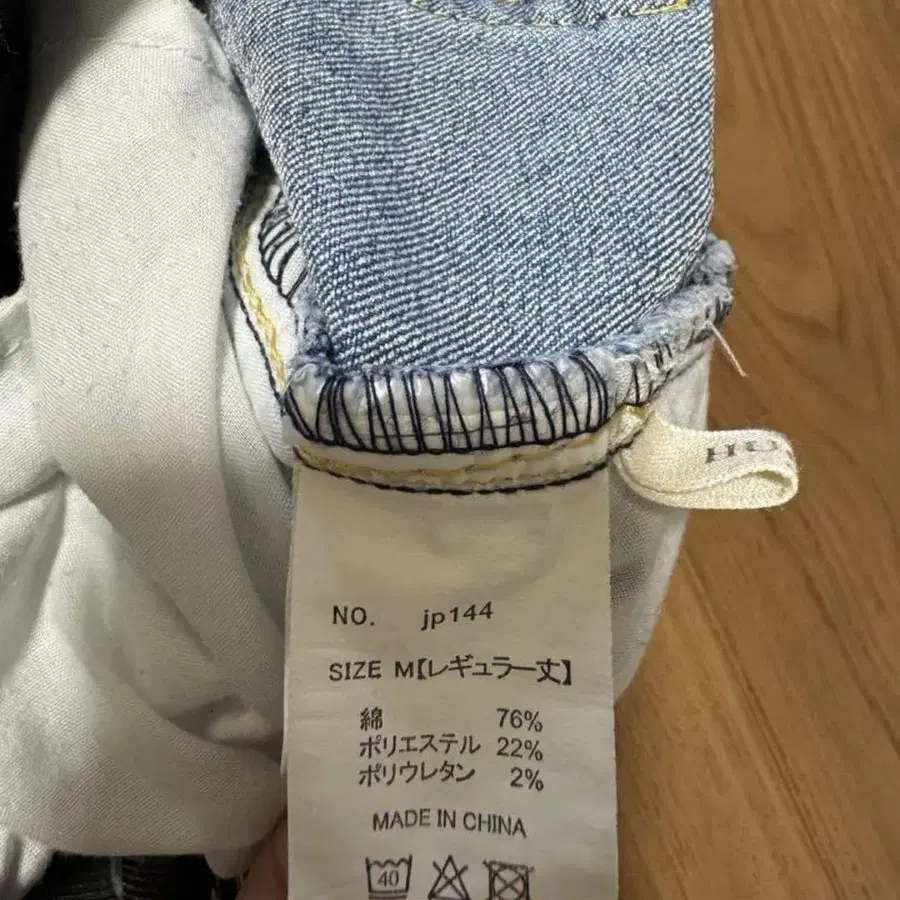 NO. jp144
SIZE M【レギュラー丈】
綿 76%
ポリエステル 22%
ポリウレタン 2%
MADE IN CHINA
40